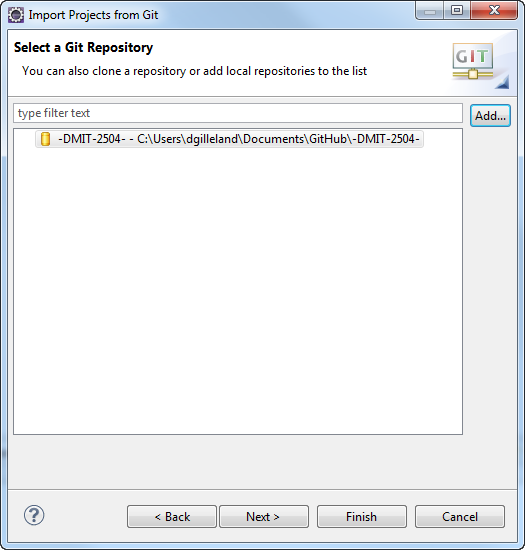 Import Projects from Git
Select a Git Repository
You can also clone a repository or add local repositories to the list
GIT
type filter text
Add...
-DMIT-2504- - C:\Users\dgilleland\Documents\GitHub\-DMIT-2504-
?
< Back
Next >
Finish
Cancel